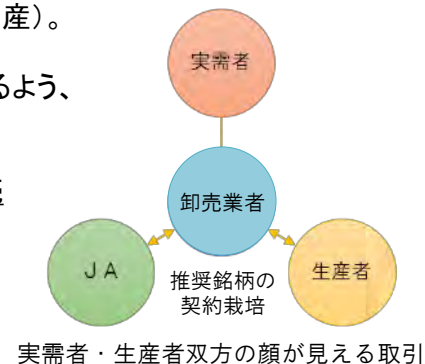 産）。
るよう、
実需者
卸売業者
JA
生産者
推奨銘柄の
契約栽培
実需者・生産者双方の顔が見える取引